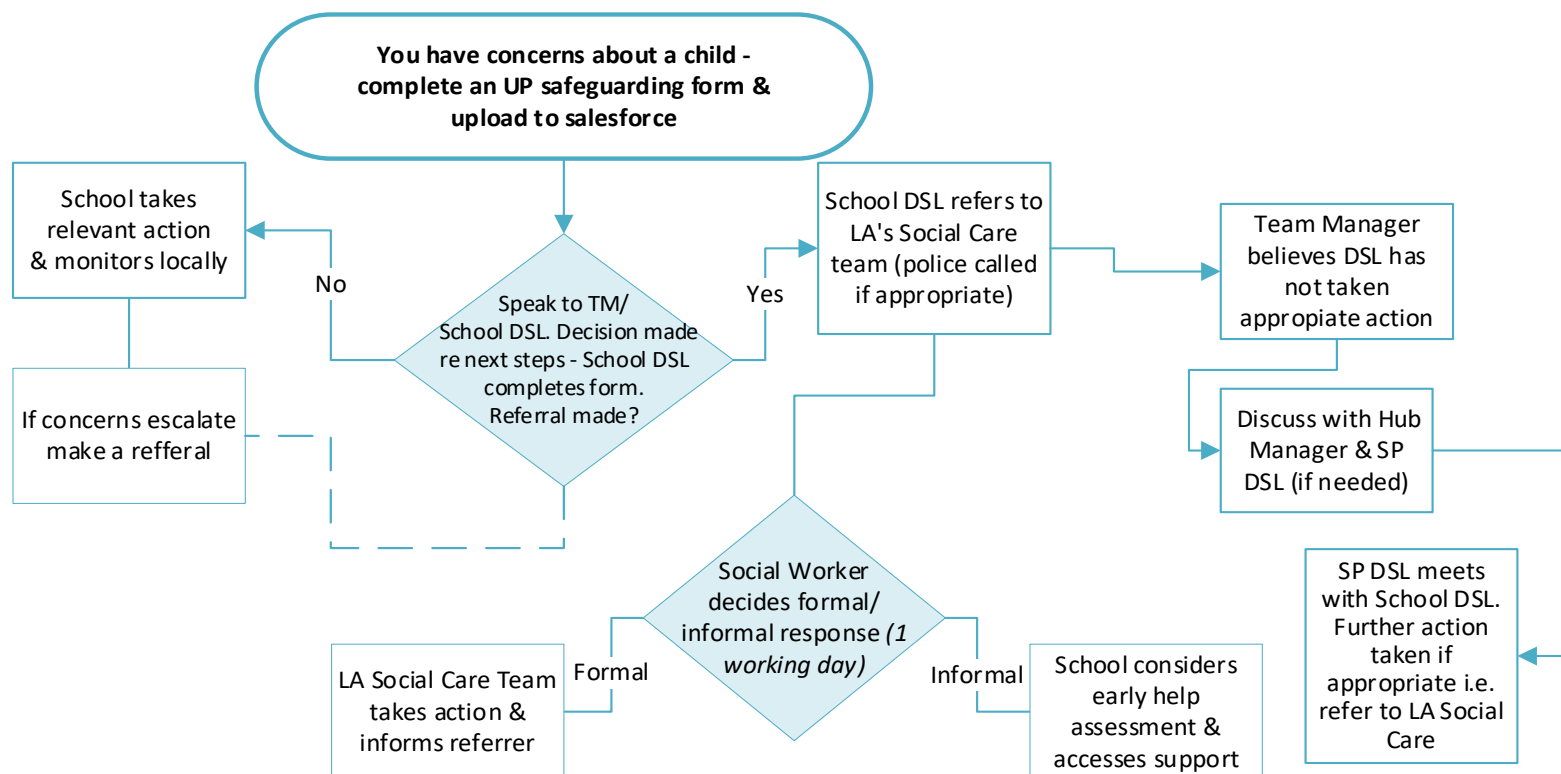 You have concerns about a child -
complete an UP safeguarding form &
upload to salesforce
School takes
relevant action
& monitors locally
No
Speak to TM/
School DSL. Decision made
re next steps - School DSL
completes form.
Referral made?
Yes
School DSL refers to
LA's Social Care
team (police called
if appropriate)
Team Manager
believes DSL has
not taken
appropiate action
If concerns escalate
make a refferal
Discuss with Hub
Manager & SP
DSL (if needed)
Social Worker
decides formal/
informal response (1
working day)
Formal
Informal
LA Social Care Team
takes action &
informs referrer
School considers
early help
assessment &
accesses support
SP DSL meets
with School DSL.
Further action
taken if
appropriate i.e.
refer to LA Social
Care